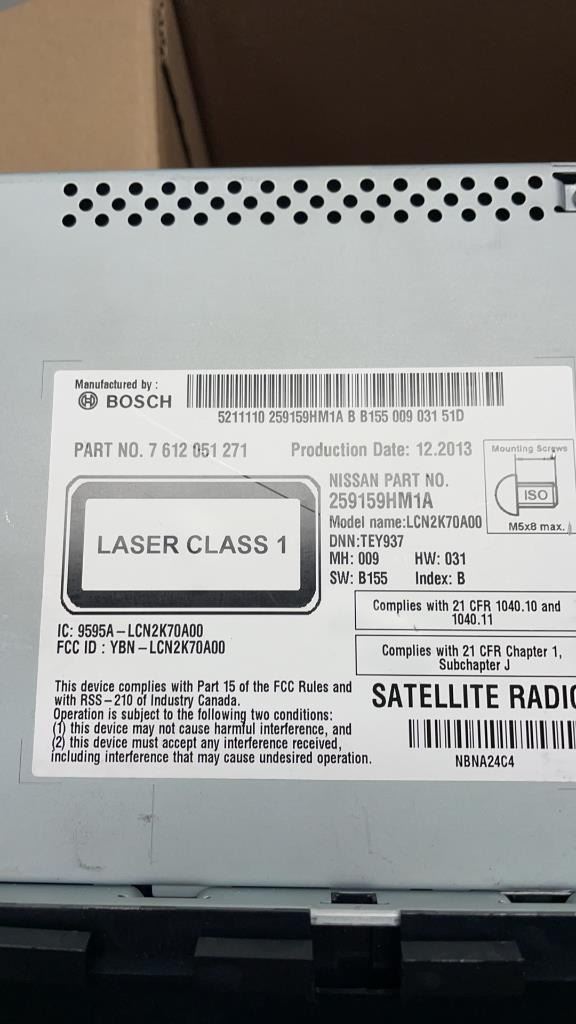 Manufactured by :
BOSCH
5211110 259159HM1A B B155 009 031 51D
PART NO. 7 612 051 271
Production Date: 12.2013
Mounting Screws
ISO
M5x8 max.
NISSAN PART NO.
259159HM1A
Model name:LCN2K70A00
DNN:TEY937
MH: 009 HW: 031
SW: B155 Index: B
LASER CLASS 1
Complies with 21 CFR 1040.10 and
1040.11
Complies with 21 CFR Chapter 1,
Subchapter J
IC: 9595A–LCN2K70A00
FCC ID : YBN–LCN2K70A00
This device complies with Part 15 of the FCC Rules and
with RSS–210 of Industry Canada.
Operation is subject to the following two conditions:
(1) this device may not cause harmful interference, and
(2) this device must accept any interference received,
including interference that may cause undesired operation.
SATELLITE RADIO
NBNA24C4